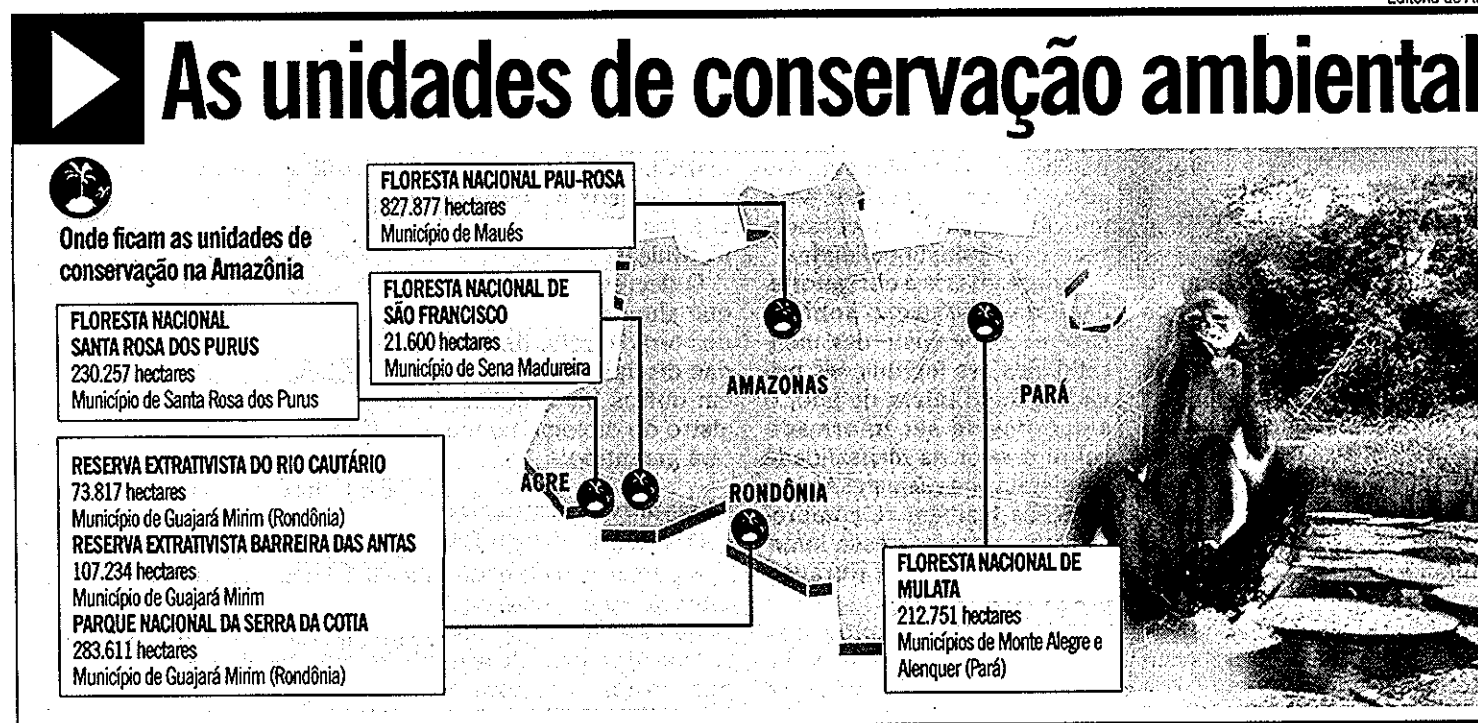 Editoria de
As unidades de conservação ambiental
Onde ficam as unidades de
conservação na Amazônia
FLORESTA NACIONAL PAU-ROSA
827.877 hectares
Município de Maués
FLORESTA NACIONAL DE
SÃO FRANCISCO
21.600 hectares
Município de Sena Madureira
FLORESTA NACIONAL
SANTA ROSA DOS PURUS
230.257 hectares
Município de Santa Rosa dos Purus
RESERVA EXTRATIVISTA DO RIO CAUTÁRIO
73.817 hectares
Município de Guajará Mirim (Rondônia)
RESERVA EXTRATIVISTA BARREIRA DAS ANTAS
107.234 hectares
Município de Guajará Mirim
PARQUE NACIONAL DA SERRA DA COTIA
283.611 hectares
Município de Guajará Mirim (Rondônia)
AMAZONAS
PARÁ
ACRE
RONDÔNIA
FLORESTA NACIONAL DE
MULATA
212.751 hectares
Municípios de Monte Alegre e
Alenquer (Pará)